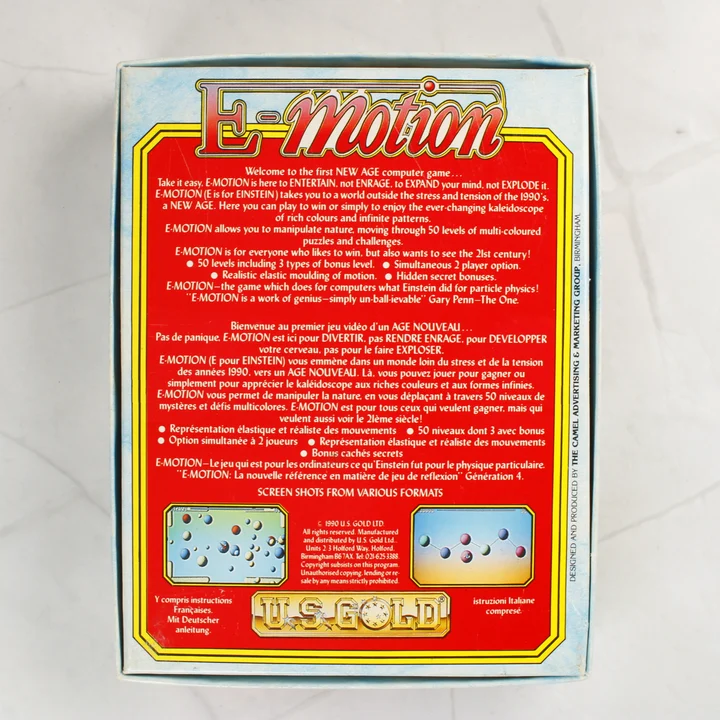 E-motion
Welcome to the first NEW AGE computer game...
Take it easy, E-MOTION is here to ENTERTAIN, not ENRAGE, to EXPAND your mind, not EXPLODE it.
E-MOTION (E is for EINSTEIN) takes you to a world outside the stress and tension of the 1990's,
a NEW AGE. Here you can play to win or simply to enjoy the ever-changing kaleidoscope
of rich colours and infinite patterns.
E-MOTION allows you to manipulate nature, moving through 50 levels of multi-coloured
puzzles and challenges.
E-MOTION is for everyone who likes to win, but also wants to see the 21st century!
● 50 levels including 3 types of bonus level. ● Simultaneous 2 player option.
● Realistic elastic moulding of motion. ● Hidden secret bonuses.
E-MOTION—the game which does for computers what Einstein did for particle physics!
"E-MOTION is a work of genius—simply un-ball-ievable" Gary Penn—The One.
Bienvenue au premier jeu vidéo d'un AGE NOUVEAU...
Pas de panique, E-MOTION est ici pour DIVERTIR, pas RENDRE ENRAGE, pour DEVELOPPER
votre cerveau, pas pour le faire EXPLOSER.
E-MOTION (E pour EINSTEIN) vous emmène dans un monde loin du stress et de la tension
des années 1990, vers un AGE NOUVEAU. Là, vous pouvez jouer pour gagner ou
simplement pour apprécier le kaléidoscope aux riches couleurs et aux formes infinies.
E-MOTION vous permet de manipuler la nature, en vous déplaçant à travers 50 niveaux de
mystères et défis multicolores. E-MOTION est pour tous ceux qui veulent gagner, mais qui
veulent aussi voir le 21ème siècle!
● Représentation élastique et réaliste des mouvements ● 50 niveaux dont 3 avec bonus
● Option simultanée à 2 joueurs ● Représentation élastique et réaliste des mouvements
● Bonus cachés secrets
E-MOTION—Le jeu qui est pour les ordinateurs ce qu'Einstein fut pour le physique particulaire.
"E-MOTION: La nouvelle référence en matière de jeu de reflexion" Génération 4.
SCREEN SHOTS FROM VARIOUS FORMATS
© 1990 U.S. GOLD LTD.
All rights reserved. Manufactured
and distributed by U.S. Gold Ltd.,
Units 2/3 Holford Way, Holford,
Birmingham B6 7AX. Tel: 021-625 3388.
Copyright subsists on this program.
Unauthorised copying, lending or re-
sale by any means strictly prohibited.
Y compris instructions
Françaises.
Mit Deutscher
anleitung.
U.S. GOLD
istruzioni Italiane
compresè.
DESIGNED AND PRODUCED BY THE CAMEL ADVERTISING & MARKETING GROUP, BIRMINGHAM